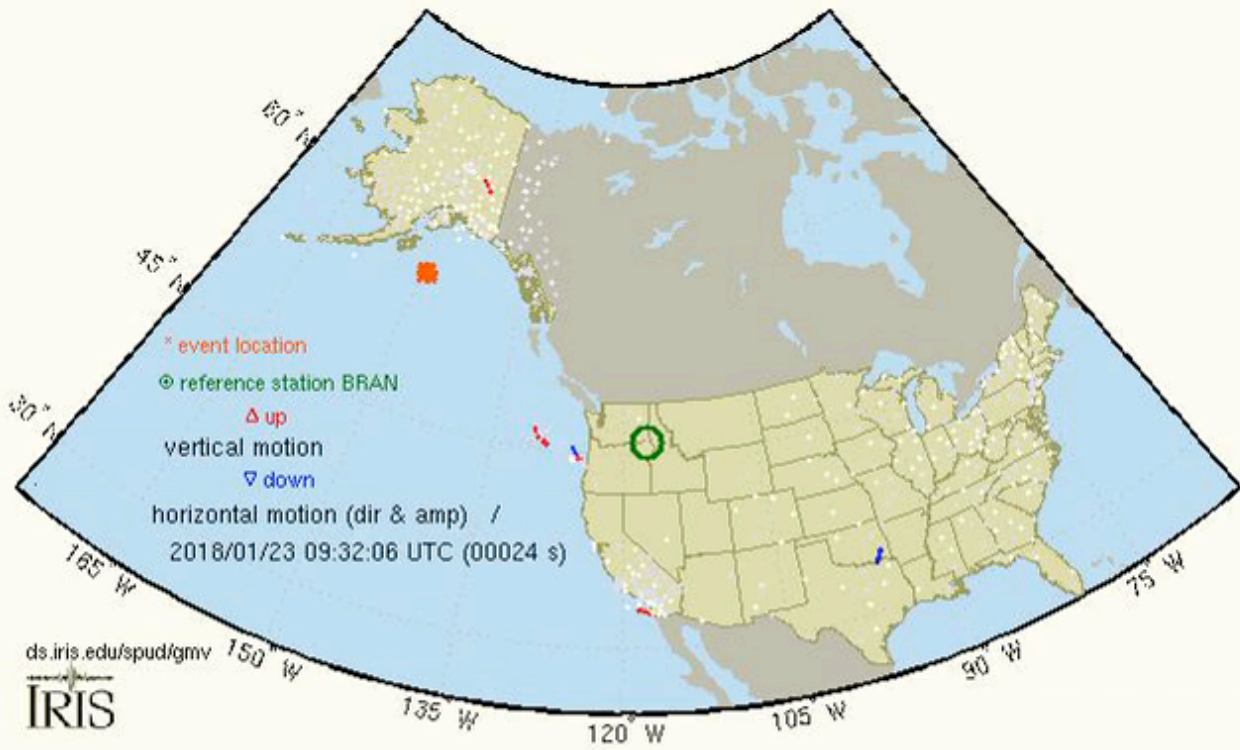 60° N
45° N
30° N
* event location
⊙ reference station BRAN
△ up
vertical motion
▽ down
horizontal motion (dir & amp) /
2018/01/23 09:32:06 UTC (00024 s)
165° W
150° W
135° W
120° W
105° W
90° W
75° W
ds.iris.edu/spud/gmv
IRIS